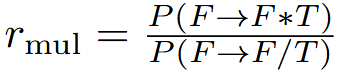 r_mul = P(F→F*T) / P(F→F/T)